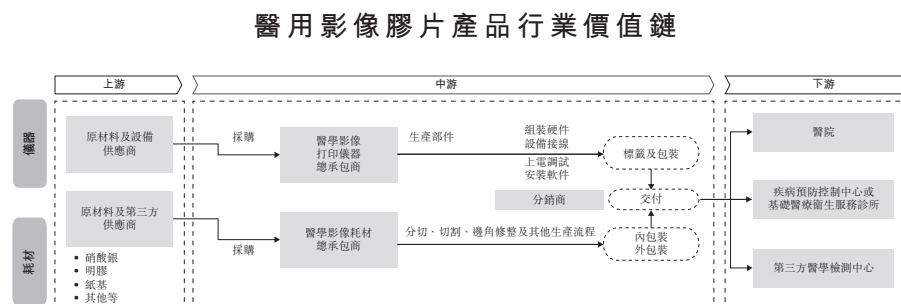 醫用影像膠片產品行業價值鏈
上游
中游
下游
儀器
原材料及設備
供應商
採購
醫學影像
打印儀器
總承包商
生產部件
組裝硬件
設備接線
上電調試
安裝軟件
標籤及包裝
醫院
分銷商
交付
疾病預防控制中心或
基礎醫療衛生服務診所
耗材
原材料及第三方
供應商
採購
醫學影像耗材
總承包商
分切、切割、邊角修整及其他生產流程
內包裝
外包裝
第三方醫學檢測中心
• 硝酸銀
• 明膠
• 紙基
• 其他等